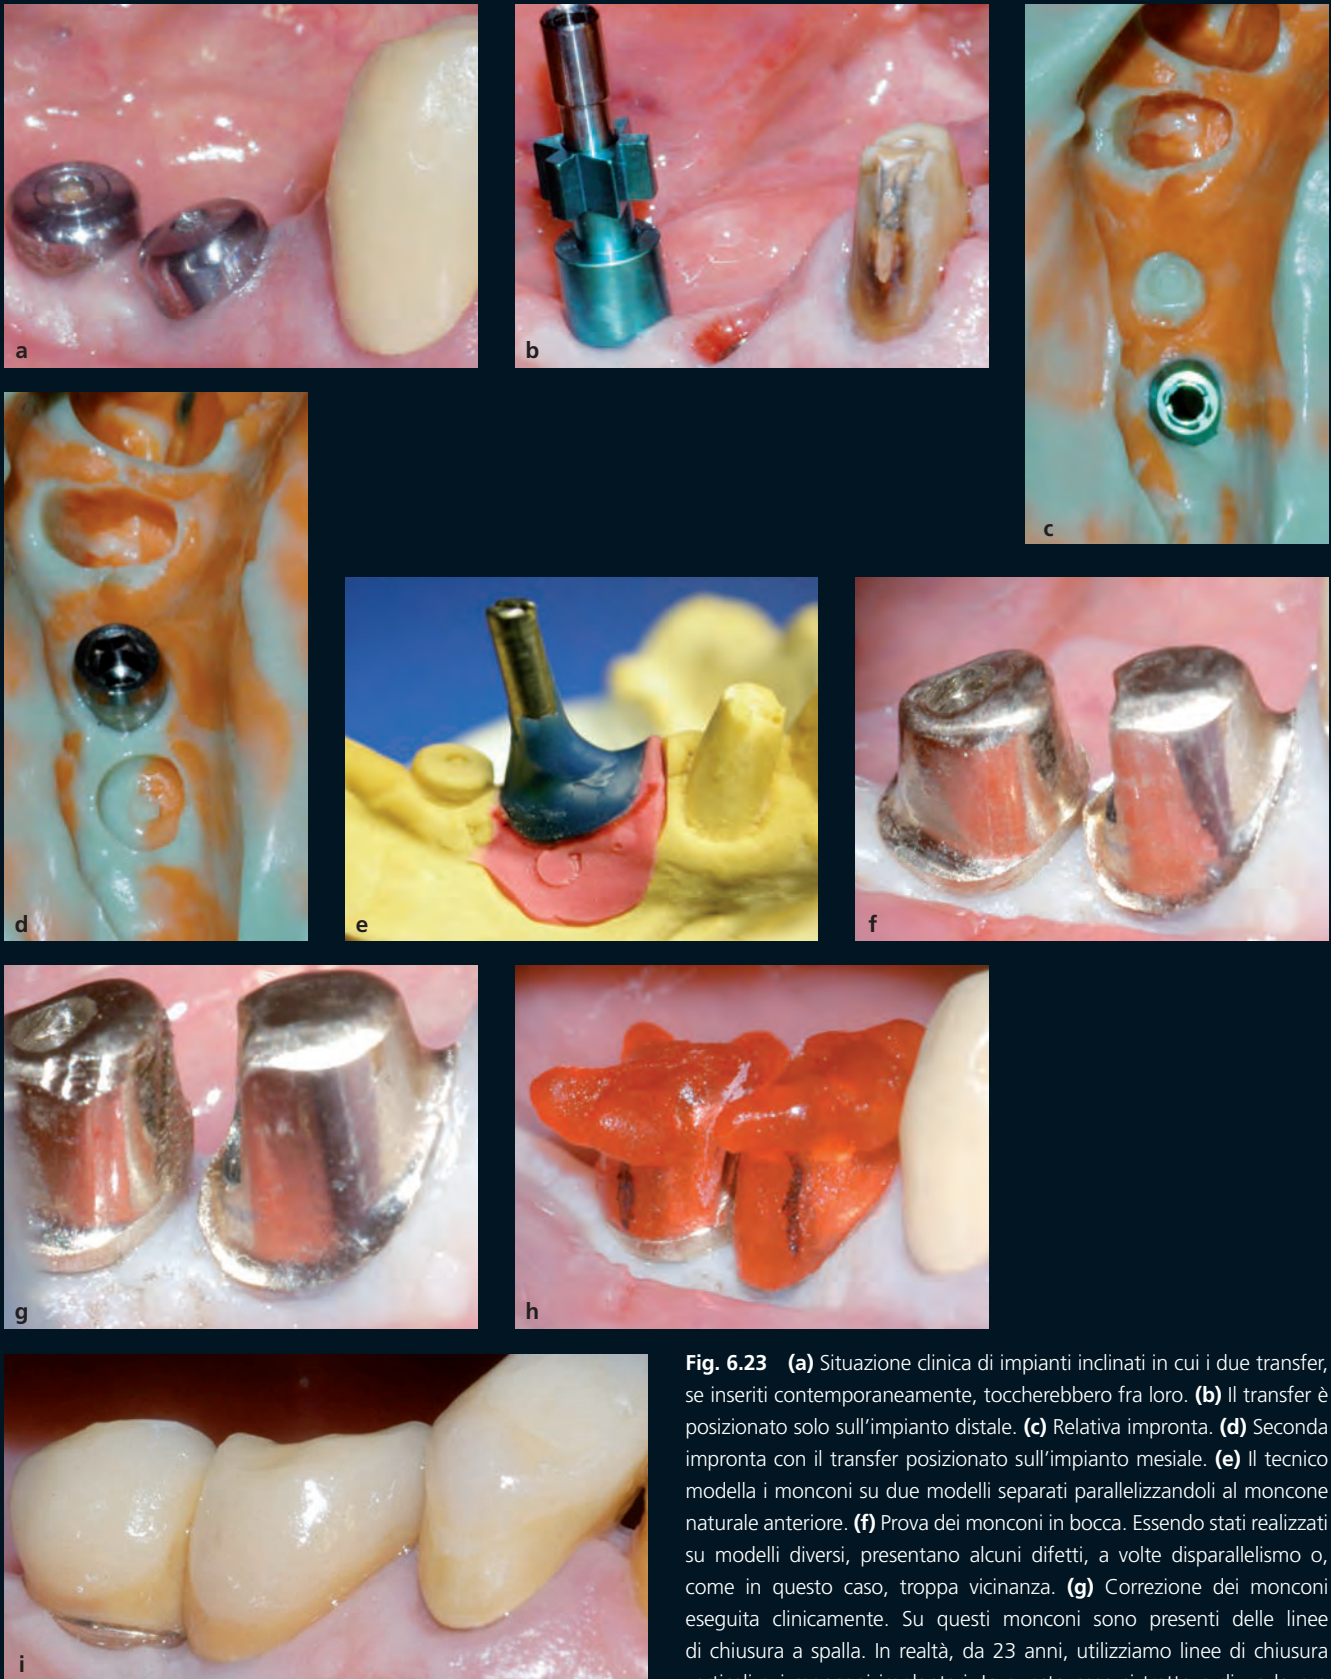 a
b
c
d
e
f
g
h
i
Fig. 6.23 (a) Situazione clinica di impianti inclinati in cui i due transfer,
se inseriti contemporaneamente, toccherebbero fra loro. (b) Il transfer è
posizionato solo sull'impianto distale. (c) Relativa impronta. (d) Seconda
impronta con il transfer posizionato sull'impianto mesiale. (e) Il tecnico
modella i monconi su due modelli separati parallelizzandoli al moncone
naturale anteriore. (f) Prova dei monconi in bocca. Essendo stati realizzati
su modelli diversi, presentano alcuni difetti, a volte disparallelismo o,
come in questo caso, troppa vicinanza. (g) Correzione dei monconi
eseguita clinicamente. Su questi monconi sono presenti delle linee
di chiusura a spalla. In realtà, da 23 anni, utilizziamo linee di chiusura